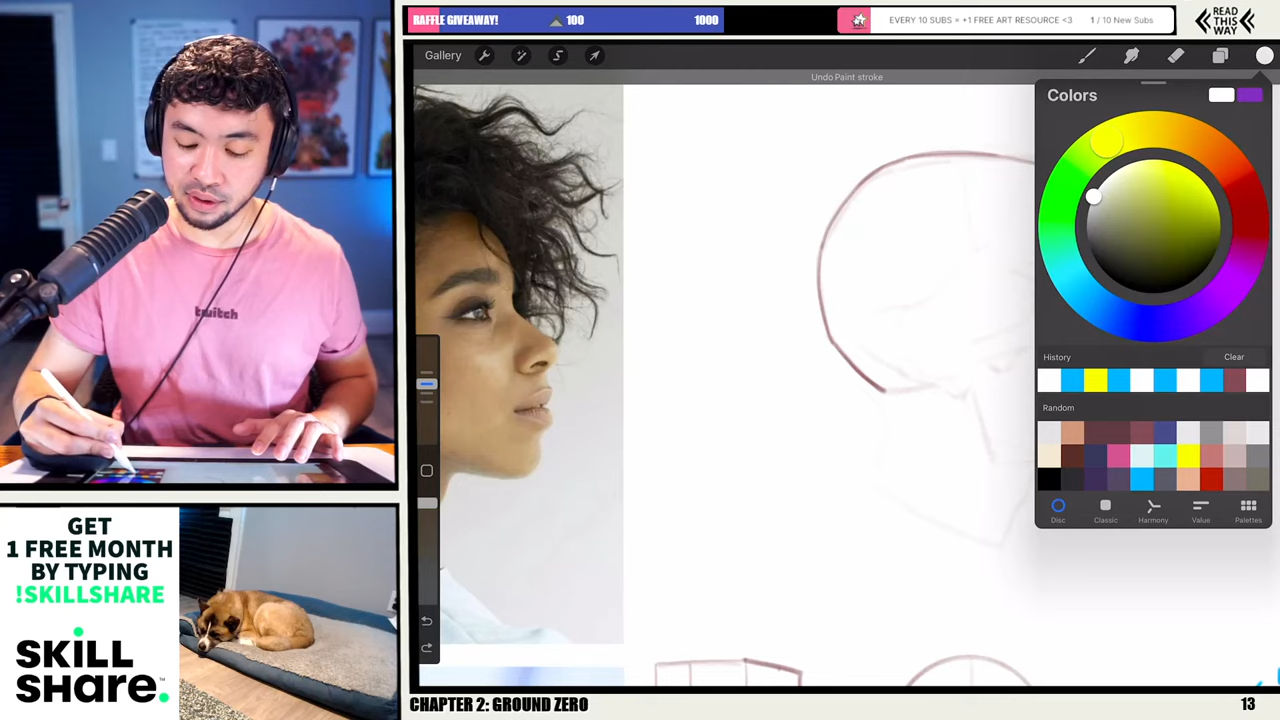 RAFFLE GIVEAWAY!
100
1000
EVERY 10 SUBS = +1 FREE ART RESOURCE <3
1 / 10 New Subs
READ
THIS
WAY
Gallery
Undo Paint stroke
Colors
History
Clear
Random
Disc
Classic
Harmony
Value
Palettes
twitch
GET
1 FREE MONTH
BY TYPING
!SKILLSHARE
SKILL
SHare.
CHAPTER 2: GROUND ZERO
13